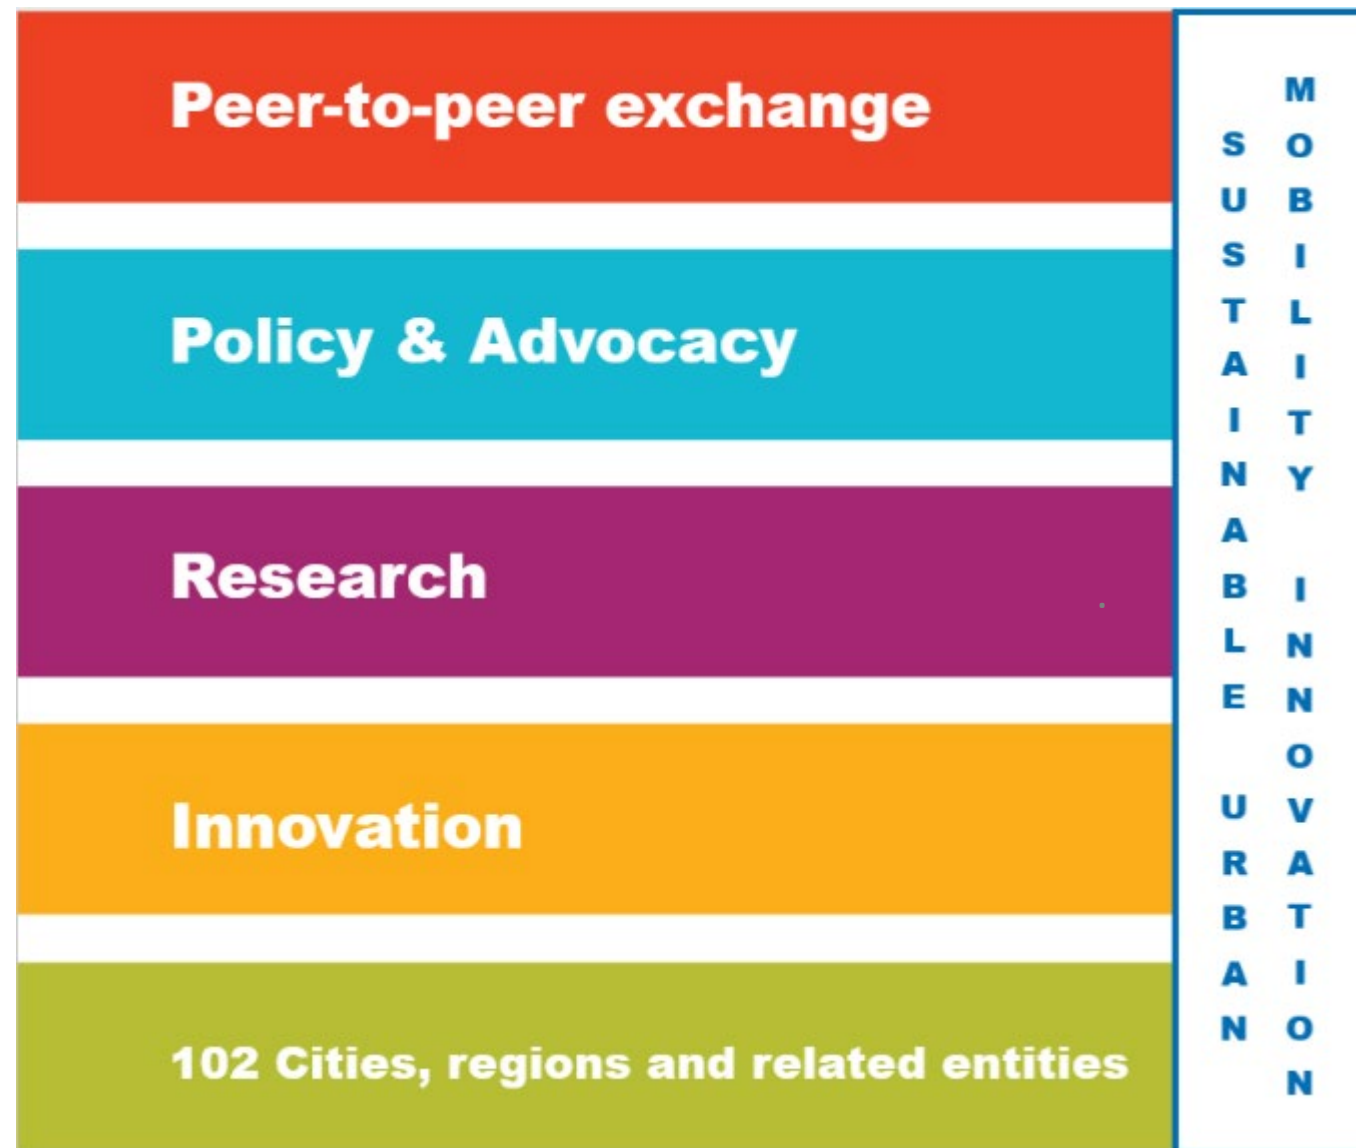 Peer-to-peer exchange
Policy & Advocacy
Research
Innovation
102 Cities, regions and related entities
SUSTAINABLE URBAN
MOBILITY INNOVATION